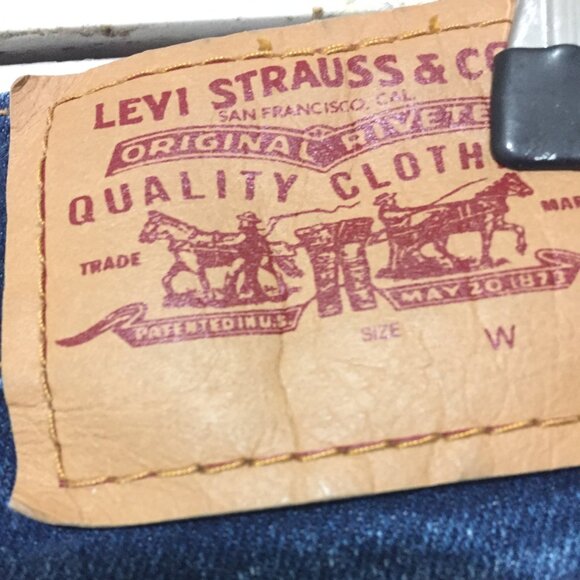 LEVI STRAUSS & CO
SAN FRANCISCO, CAL.
ORIGINAL RIVETE
QUALITY CLOTH
TRADE MAR
PATENTED IN U.S. MAY 20 1873
SIZE W